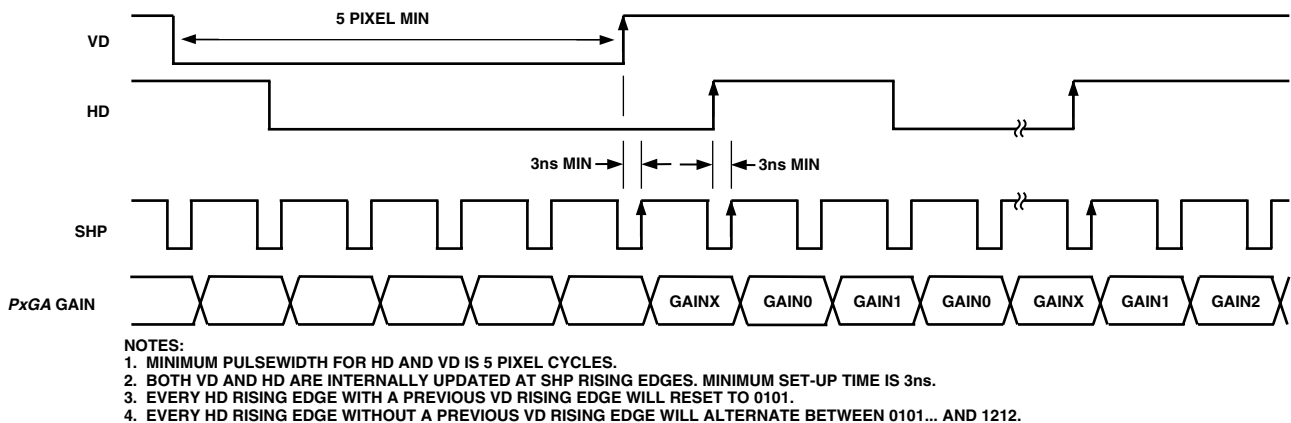 5 PIXEL MIN
VD
HD
3ns MIN
3ns MIN
SHP
PxGA GAIN
GAINX
GAIN0
GAIN1
GAIN0
GAINX
GAIN1
GAIN2
NOTES:
1. MINIMUM PULSEWIDTH FOR HD AND VD IS 5 PIXEL CYCLES.
2. BOTH VD AND HD ARE INTERNALLY UPDATED AT SHP RISING EDGES. MINIMUM SET-UP TIME IS 3ns.
3. EVERY HD RISING EDGE WITH A PREVIOUS VD RISING EDGE WILL RESET TO 0101.
4. EVERY HD RISING EDGE WITHOUT A PREVIOUS VD RISING EDGE WILL ALTERNATE BETWEEN 0101... AND 1212.